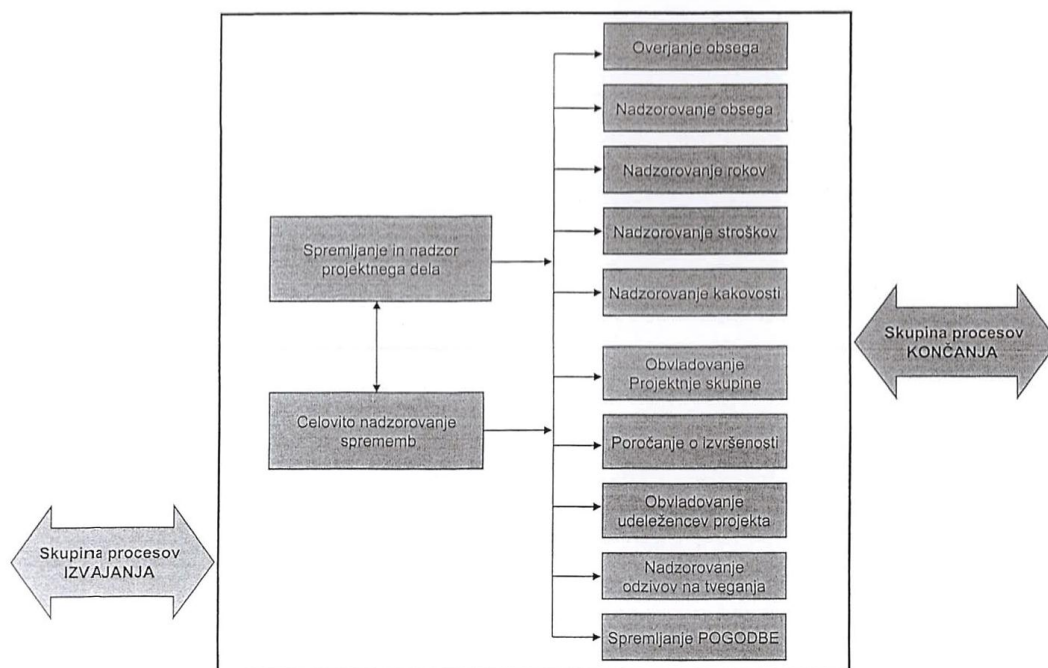 Overjanje obsega
Nadzorovanje obsega
Nadzorovanje rokov
Spremljanje in nadzor
projektnega dela
Nadzorovanje stroškov
Nadzorovanje kakovosti
Skupina procesov
KONČANJA
Obvladovanje
Projektnje skupine
Celovito nadzorovanje
sprememb
Poročanje o izvršenosti
Obvladovanje
udeležencev projekta
Skupina procesov
IZVAJANJA
Nadzorovanje
odzivov na tveganja
Spremljanje POGODBE